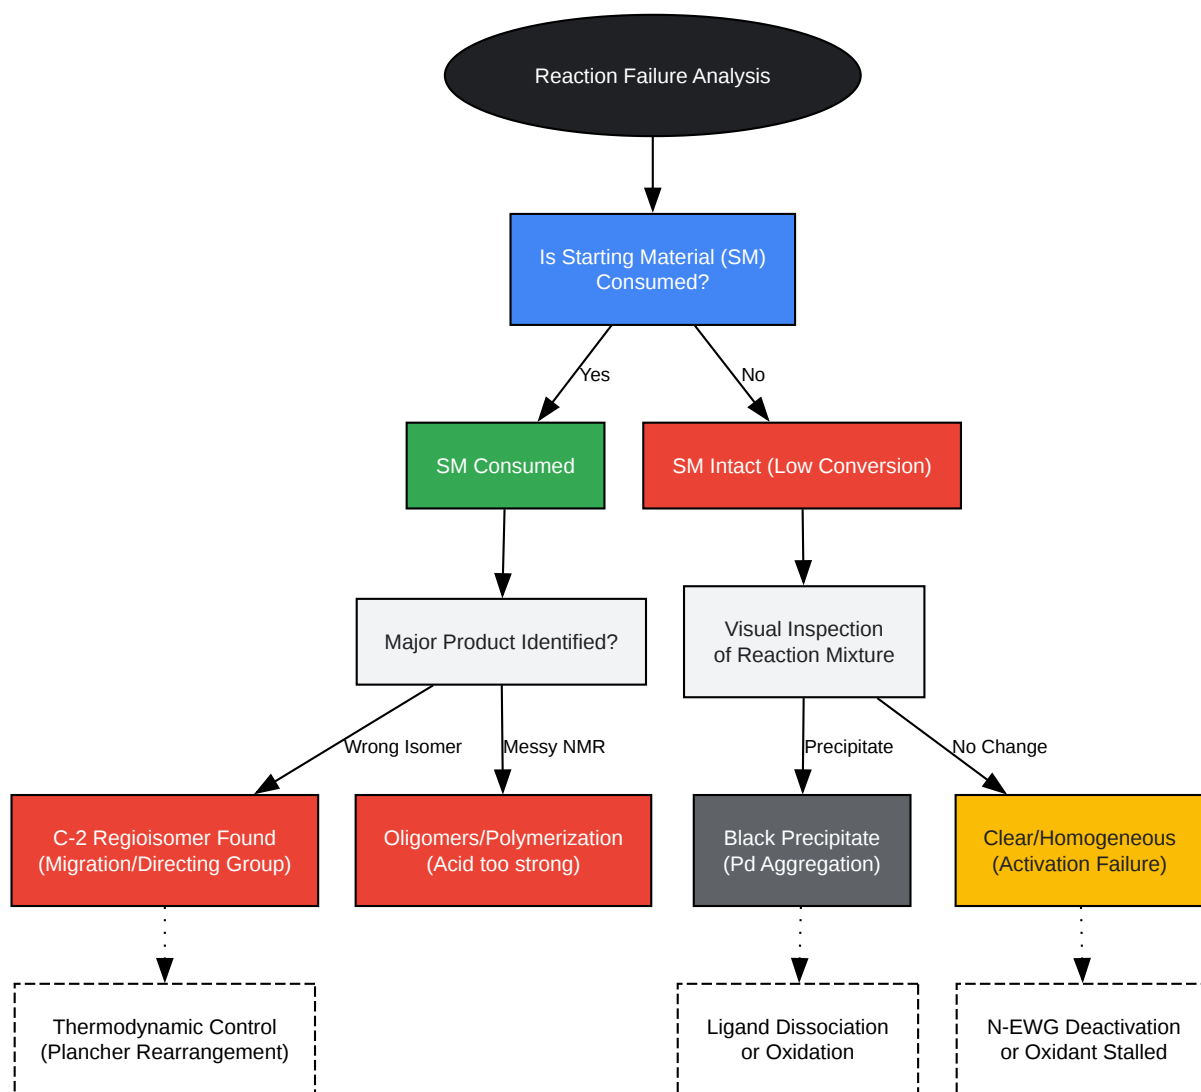 Reaction Failure Analysis
Is Starting Material (SM)
Consumed?
Yes
No
SM Consumed
SM Intact (Low Conversion)
Major Product Identified?
Visual Inspection
of Reaction Mixture
Wrong Isomer
Messy NMR
Precipitate
No Change
C-2 Regioisomer Found
(Migration/Directing Group)
Oligomers/Polymerization
(Acid too strong)
Black Precipitate
(Pd Aggregation)
Clear/Homogeneous
(Activation Failure)
Thermodynamic Control
(Plancher Rearrangement)
Ligand Dissociation
or Oxidation
N-EWG Deactivation
or Oxidant Stalled